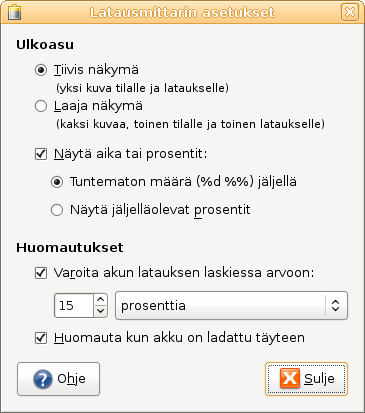 Latausmittarin asetukset
Ulkoasu
Tiivis näkymä
(yksi kuva tilalle ja lataukselle)
Laaja näkymä
(kaksi kuvaa, toinen tilalle ja toinen lataukselle)
Näytä aika tai prosentit:
Tuntematon määrä (%d %%) jäljellä
Näytä jäljelläolevat prosentit
Huomautukset
Varoita akun latauksen laskiessa arvoon:
15 prosenttia
Huomauta kun akku on ladattu täyteen
Ohje Sulje